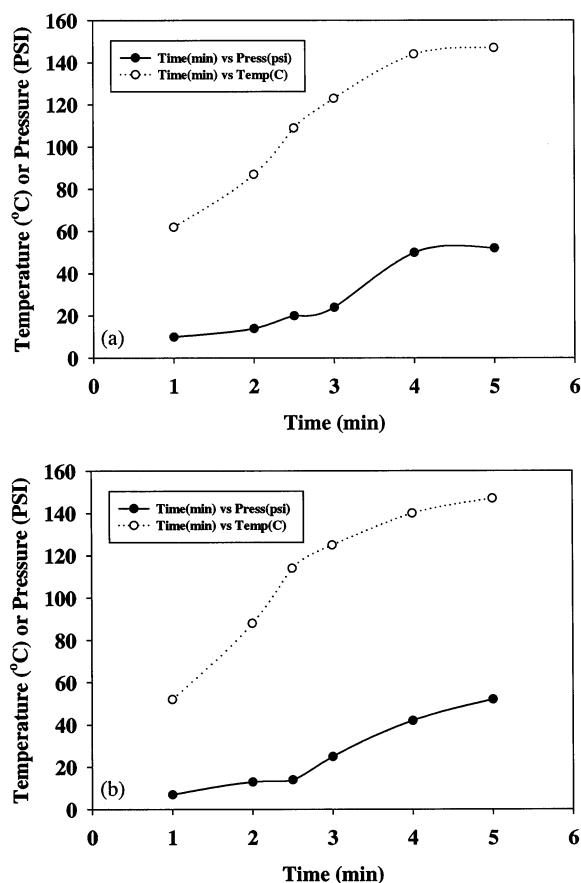 160
140
120
100
80
60
40
20
0
Temperature (°C) or Pressure (PSI)
Time(min) vs Press(psi)
Time(min) vs Temp(C)
(a)
0 1 2 3 4 5 6
Time (min)
160
140
120
100
80
60
40
20
0
Temperature (°C) or Pressure (PSI)
Time(min) vs Press(psi)
Time(min) vs Temp(C)
(b)
0 1 2 3 4 5 6
Time (min)